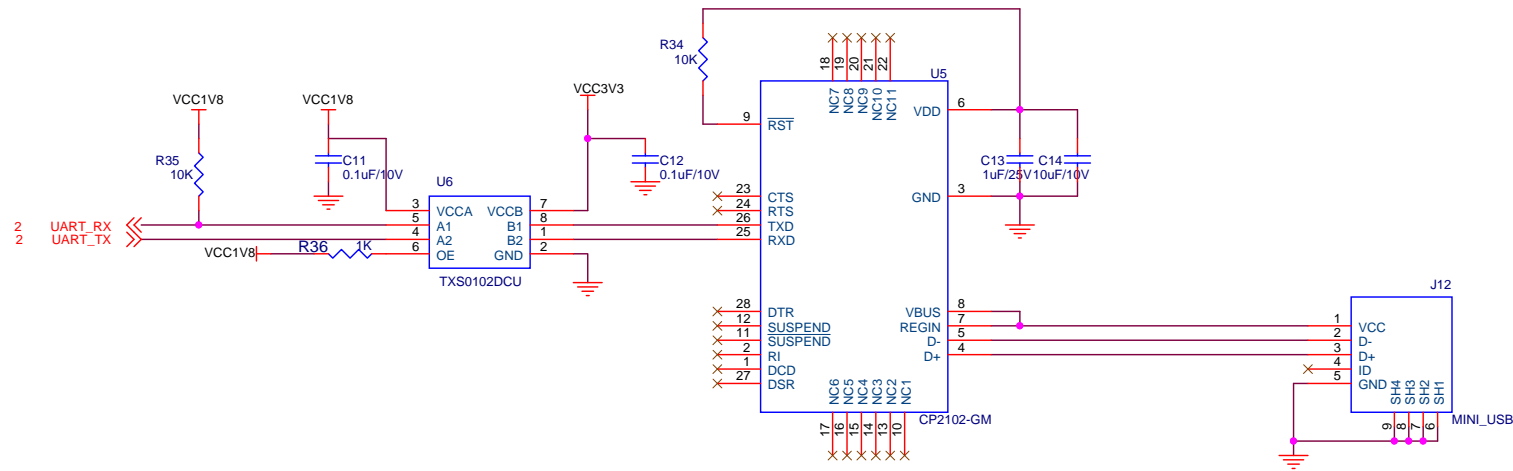 R34
10K
18
19
20
21
22
NC7
NC8
NC9
NC10
NC11
U5
VDD
6
9
RST
VCC1V8
VCC1V8
VCC3V3
R35
10K
C11
0.1uF/10V
C12
0.1uF/10V
C13
1uF/25V
C14
10uF/10V
U6
3
VCCA
VCCB
7
5
A1
B1
8
4
A2
B2
1
6
OE
GND
2
TXS0102DCU
2 UART_RX
2 UART_TX
VCC1V8
R36
1K
23
CTS
24
RTS
26
TXD
25
RXD
GND
3
28
DTR
12
SUSPEND
11
SUSPEND
2
RI
1
DCD
27
DSR
VBUS
8
REGIN
7
D-
5
D+
4
NC6
NC5
NC4
NC3
NC2
NC1
17
16
15
14
13
10
CP2102-GM
J12
1
VCC
2
D-
3
D+
4
ID
5
GND
SH4
SH3
SH2
SH1
9
8
7
6
MINI_USB